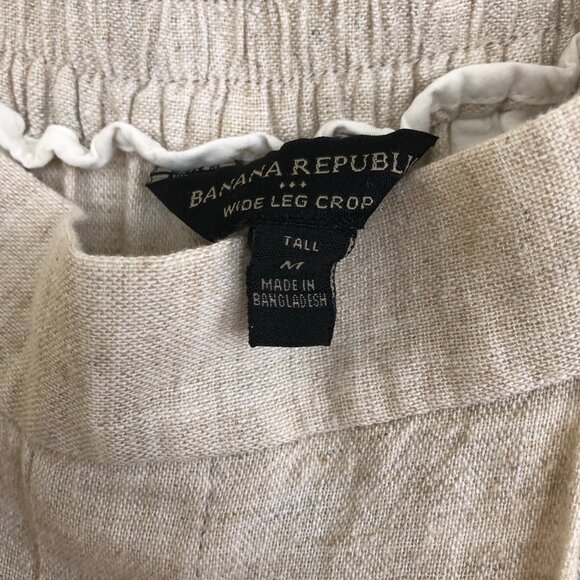 BANANA REPUBLI
WIDE LEG CROP
TALL
M
MADE IN
BANGLADESH